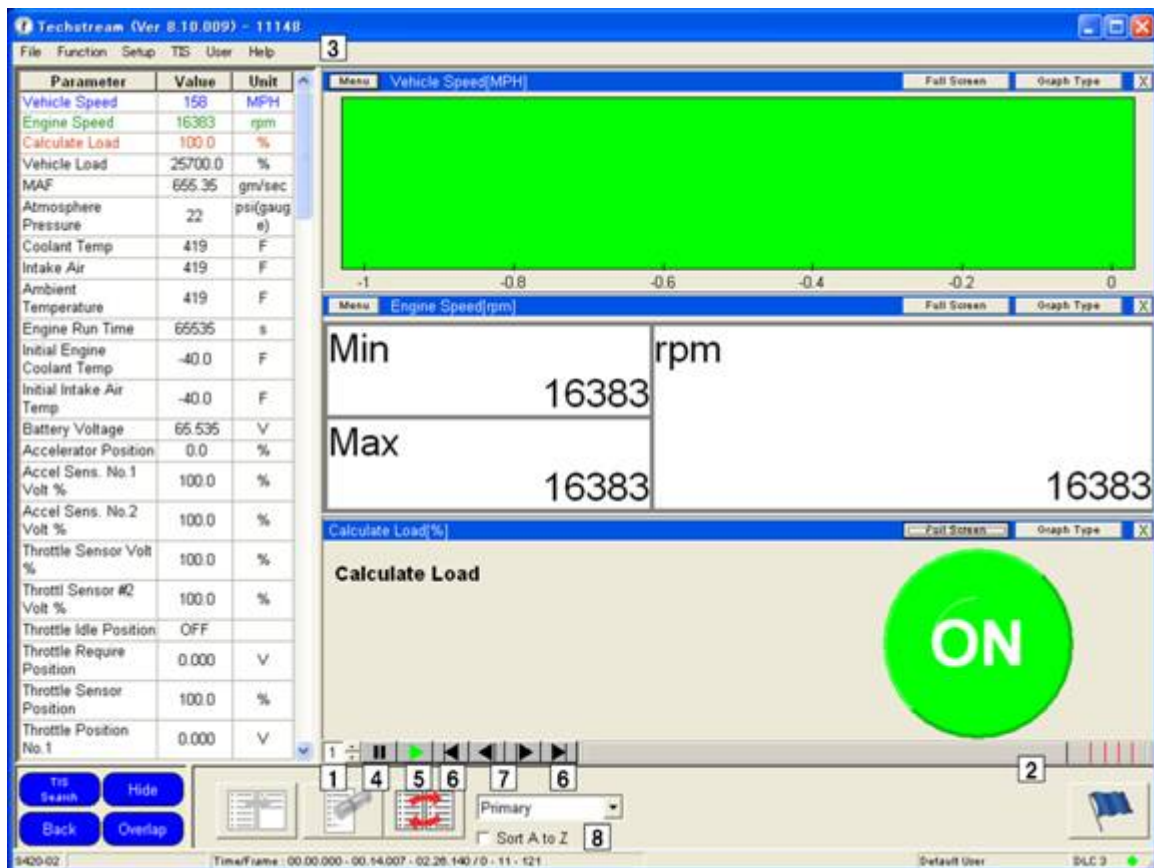 Techstream (Ver 8.10.009) - 11148
File Function Setup TIS User Help
3
Parameter Value Unit
Vehicle Speed 158 MPH
Engine Speed 16383 rpm
Calculate Load 100.0 %
Vehicle Load 25700.0 %
MAF 655.35 gm/sec
Atmosphere
Pressure 22 psi(gaug
e)
Coolant Temp 419 F
Intake Air 419 F
Ambient
Temperature 419 F
Engine Run Time 65535 s
Initial Engine
Coolant Temp -40.0 F
Initial Intake Air
Temp -40.0 F
Battery Voltage 65.535 V
Accelerator Position 0.0 %
Accel Sens. No.1
Volt % 100.0 %
Accel Sens. No.2
Volt % 100.0 %
Throttle Sensor Volt
% 100.0 %
Throttl Sensor #2
Volt % 100.0 %
Throttle Idle Position OFF
Throttle Require
Position 0.000 V
Throttle Sensor
Position 100.0 %
Throttle Position
No.1 0.000 V
Menu Vehicle Speed[MPH] Full Screen Graph Type X
-1 -0.8 -0.6 -0.4 -0.2 0
Menu Engine Speed[rpm] Full Screen Graph Type X
Min rpm
16383
Max
16383 16383
Calculate Load[%] Full Screen Graph Type X
Calculate Load
ON
1
1 4 5 6 7 6 2
TIS
Search Hide
Back Overlap
Primary
Sort A to Z 8
S420-02 Time/Frame : 00.00.000 - 00.14.007 - 02.26.140 / 0 - 11 - 121 Default User DLC 3